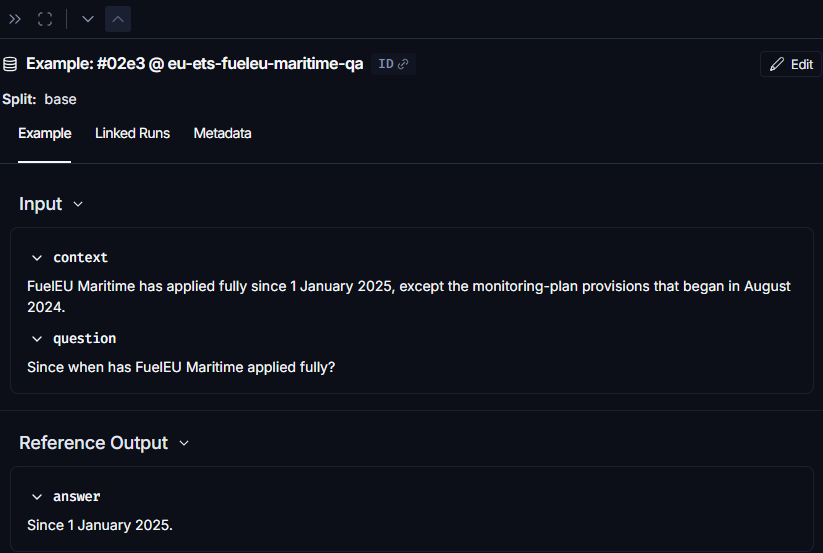 Example: #02e3 @ eu-ets-fueleu-maritime-qa ID
Edit
Split: base
Example Linked Runs Metadata
Input
context
FuelEU Maritime has applied fully since 1 January 2025, except the monitoring-plan provisions that began in August
2024.
question
Since when has FuelEU Maritime applied fully?
Reference Output
answer
Since 1 January 2025.